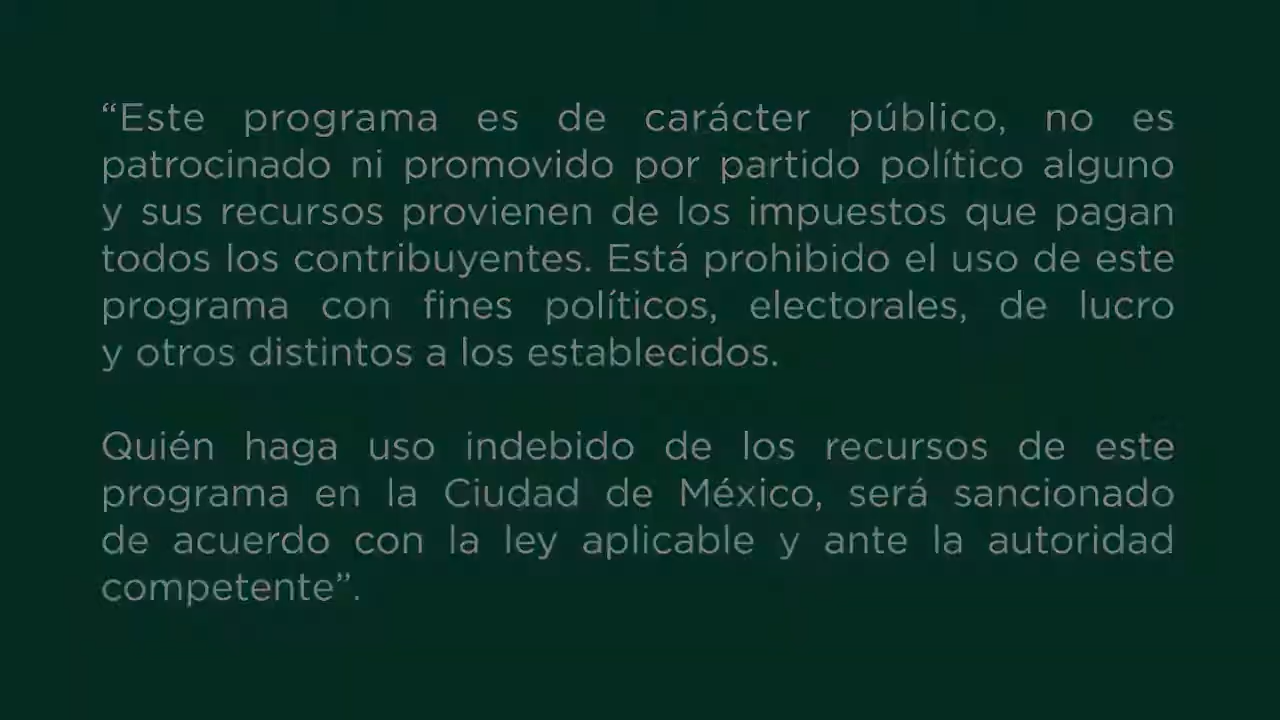 “Este programa es de carácter público, no es
patrocinado ni promovido por partido político alguno
y sus recursos provienen de los impuestos que pagan
todos los contribuyentes. Está prohibido el uso de este
programa con fines políticos, electorales, de lucro
y otros distintos a los establecidos.
Quién haga uso indebido de los recursos de este
programa en la Ciudad de México, será sancionado
de acuerdo con la ley aplicable y ante la autoridad
competente”.